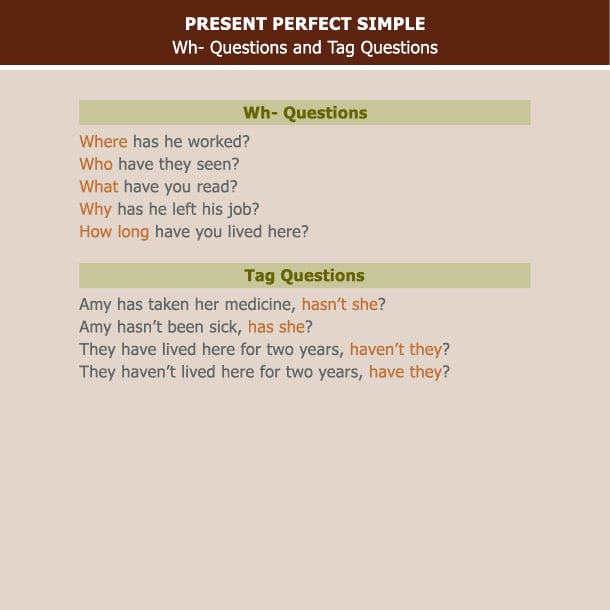 PRESENT PERFECT SIMPLE
Wh- Questions and Tag Questions
Wh- Questions
Where has he worked?
Who have they seen?
What have you read?
Why has he left his job?
How long have you lived here?
Tag Questions
Amy has taken her medicine, hasn’t she?
Amy hasn’t been sick, has she?
They have lived here for two years, haven’t they?
They haven’t lived here for two years, have they?